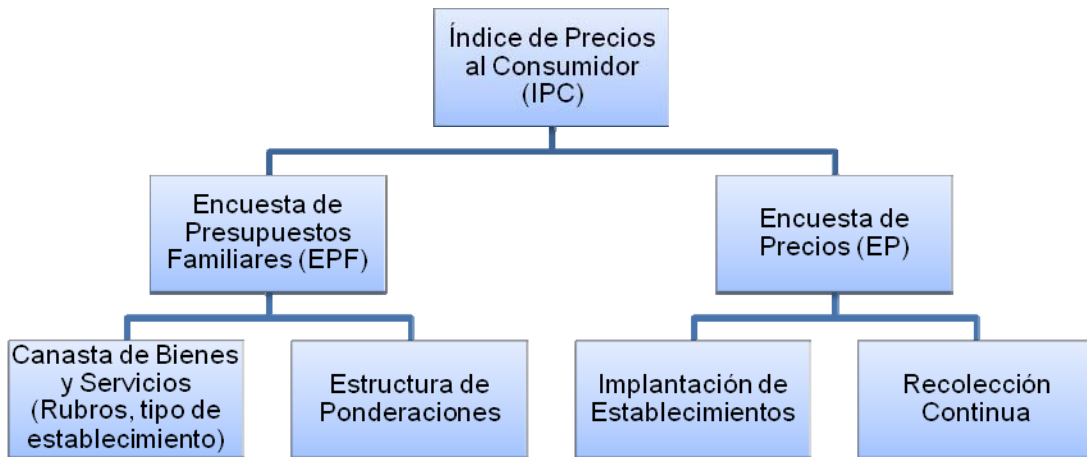 Índice de Precios
al Consumidor
(IPC)
Encuesta de
Presupuestos
Familiares (EPF)
Encuesta de
Precios (EP)
Canasta de Bienes
y Servicios
(Rubros, tipo de
establecimiento)
Estructura de
Ponderaciones
Implantación de
Establecimientos
Recolección
Continua